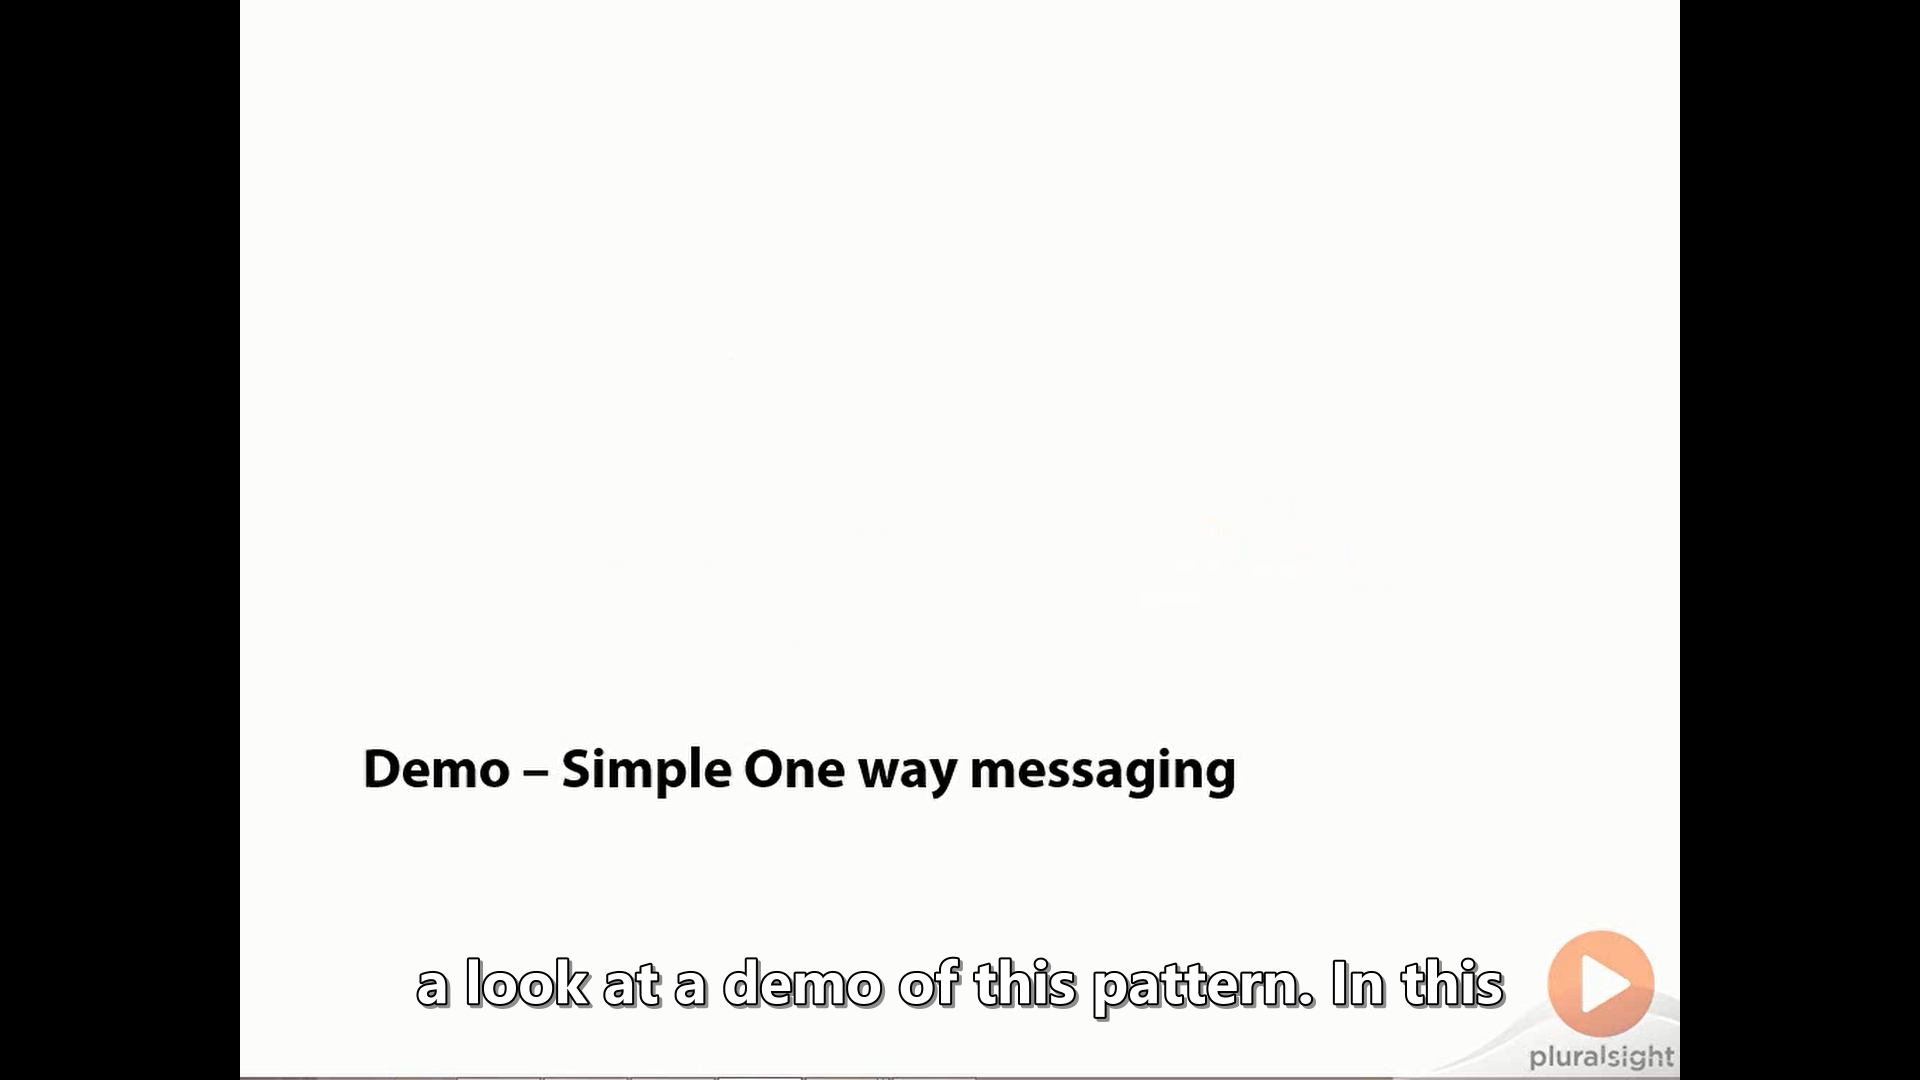 Demo – Simple One way messaging
a look at a demo of this pattern. In this
pluralsight